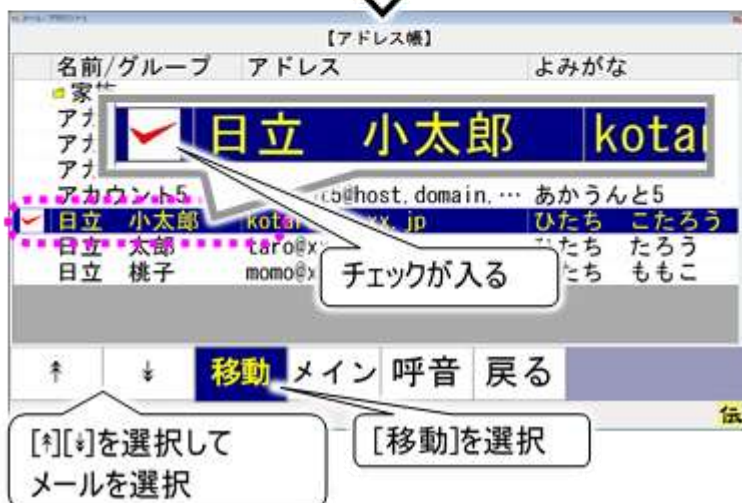 【アドレス帳】
名前/グループ アドレス よみがな
家
アカ
日立 小太郎 kota
アカ
アカ
アカウント5 5@host.domain.… あかうんと5
日立 小太郎 kota x.jp ひたち こたろう
日立 太郎 taro@x たち たろう
日立 桃子 momo@x たち ももこ
チェックが入る
⇞ ⇟ 移動 メイン 呼音 戻る
伝
[⇞][⇟]を選択して
メールを選択
[移動]を選択